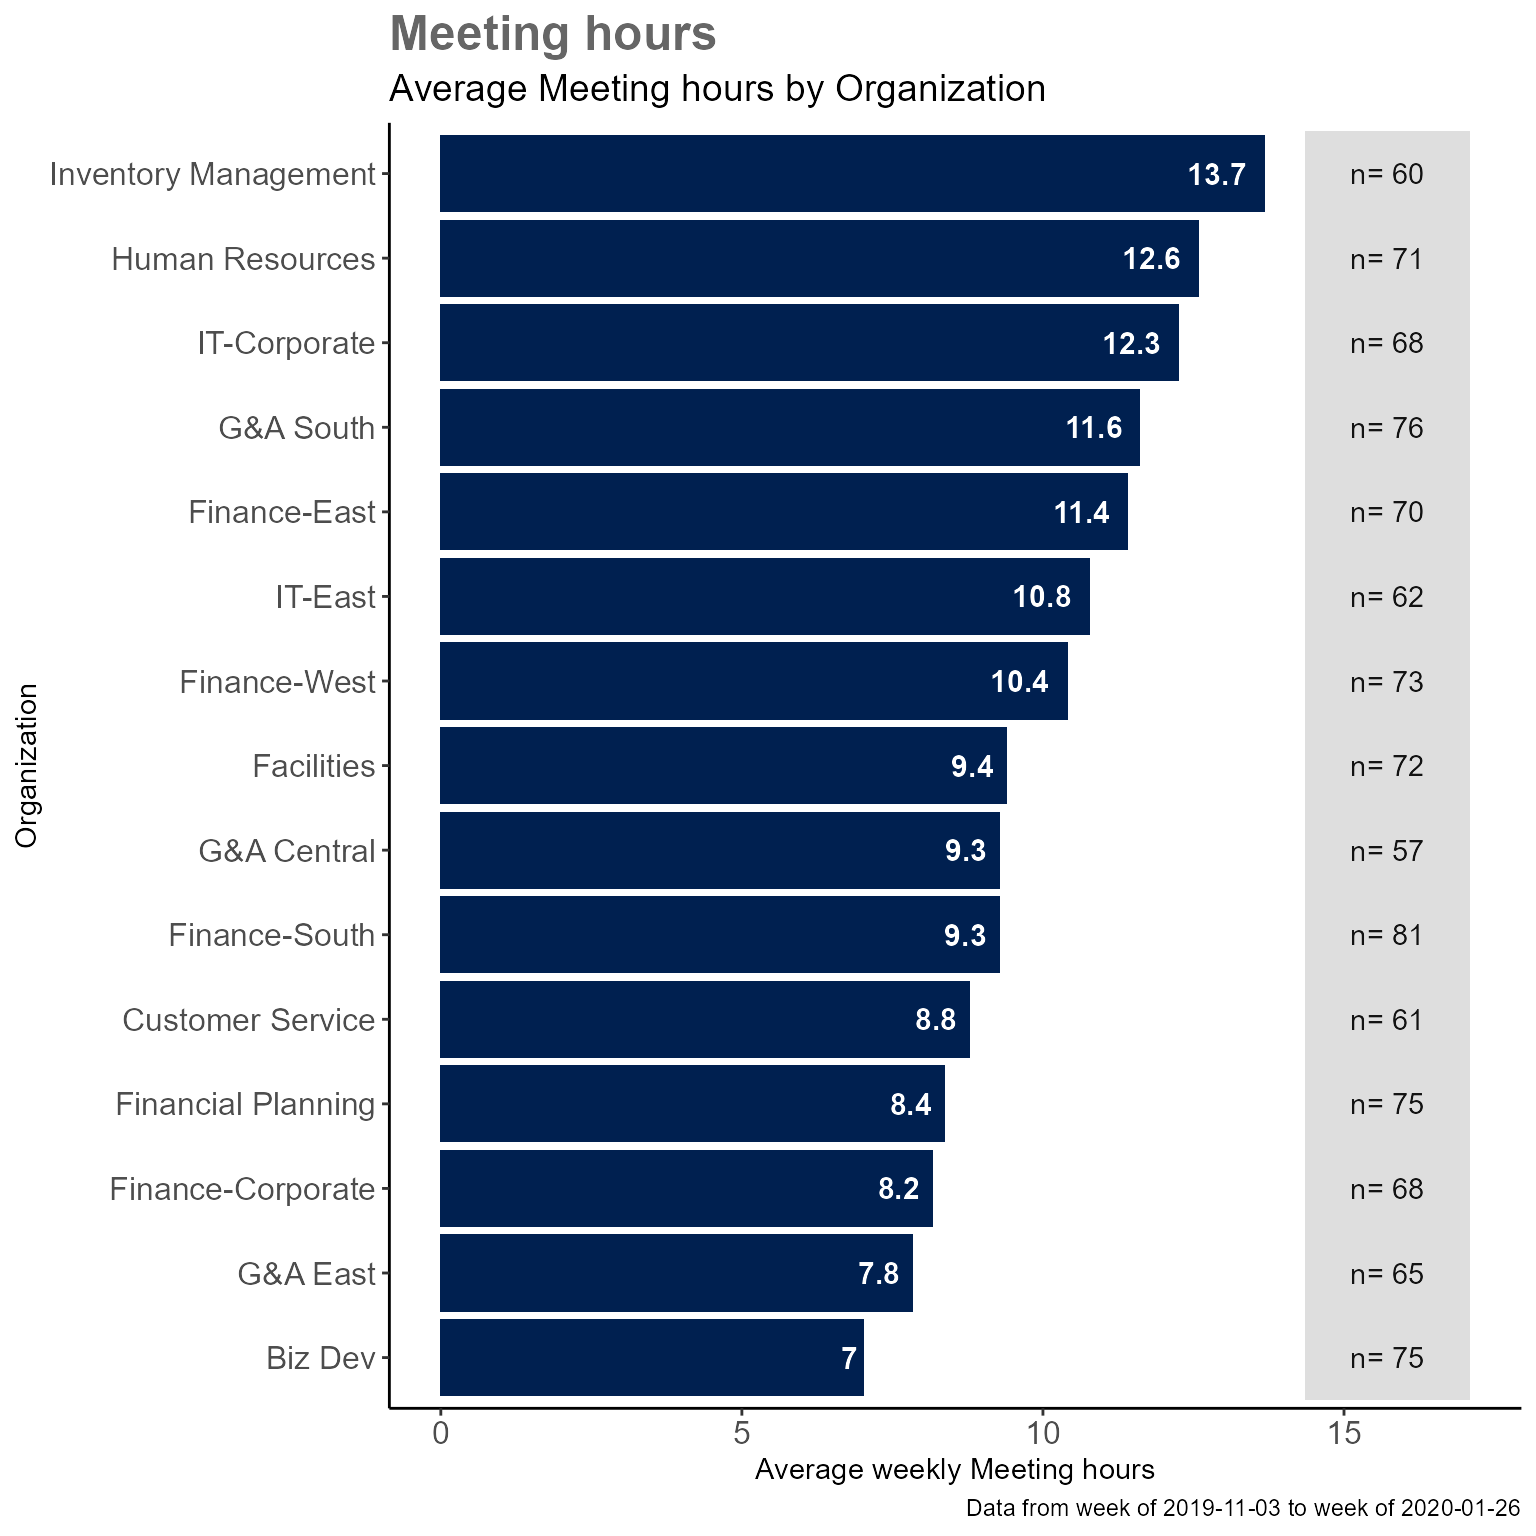 Meeting hours
Average Meeting hours by Organization
Organization
Inventory Management 13.7 n= 60
Human Resources 12.6 n= 71
IT-Corporate 12.3 n= 68
G&A South 11.6 n= 76
Finance-East 11.4 n= 70
IT-East 10.8 n= 62
Finance-West 10.4 n= 73
Facilities 9.4 n= 72
G&A Central 9.3 n= 57
Finance-South 9.3 n= 81
Customer Service 8.8 n= 61
Financial Planning 8.4 n= 75
Finance-Corporate 8.2 n= 68
G&A East 7.8 n= 65
Biz Dev 7 n= 75
0 5 10 15
Average weekly Meeting hours
Data from week of 2019-11-03 to week of 2020-01-26